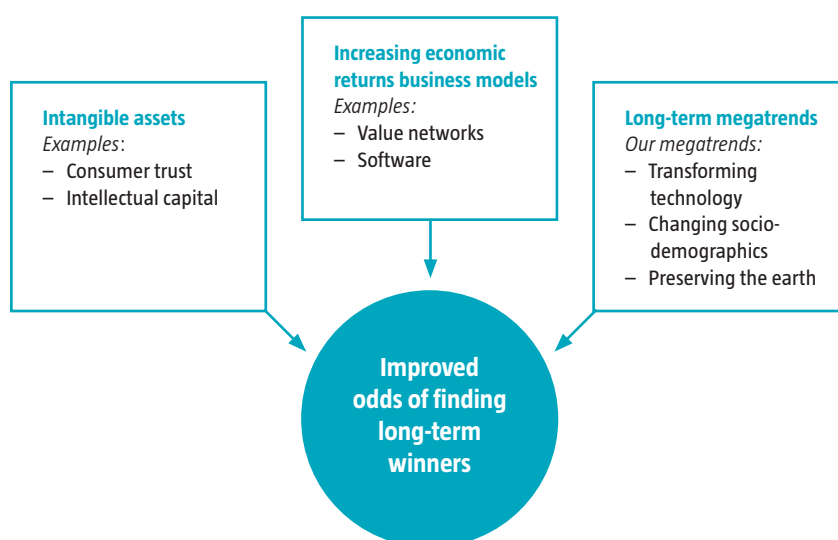 Increasing economic
returns business models
Examples:
– Value networks
– Software
Intangible assets
Examples:
– Consumer trust
– Intellectual capital
Long-term megatrends
Our megatrends:
– Transforming
technology
– Changing socio-
demographics
– Preserving the earth
Improved
odds of finding
long-term
winners